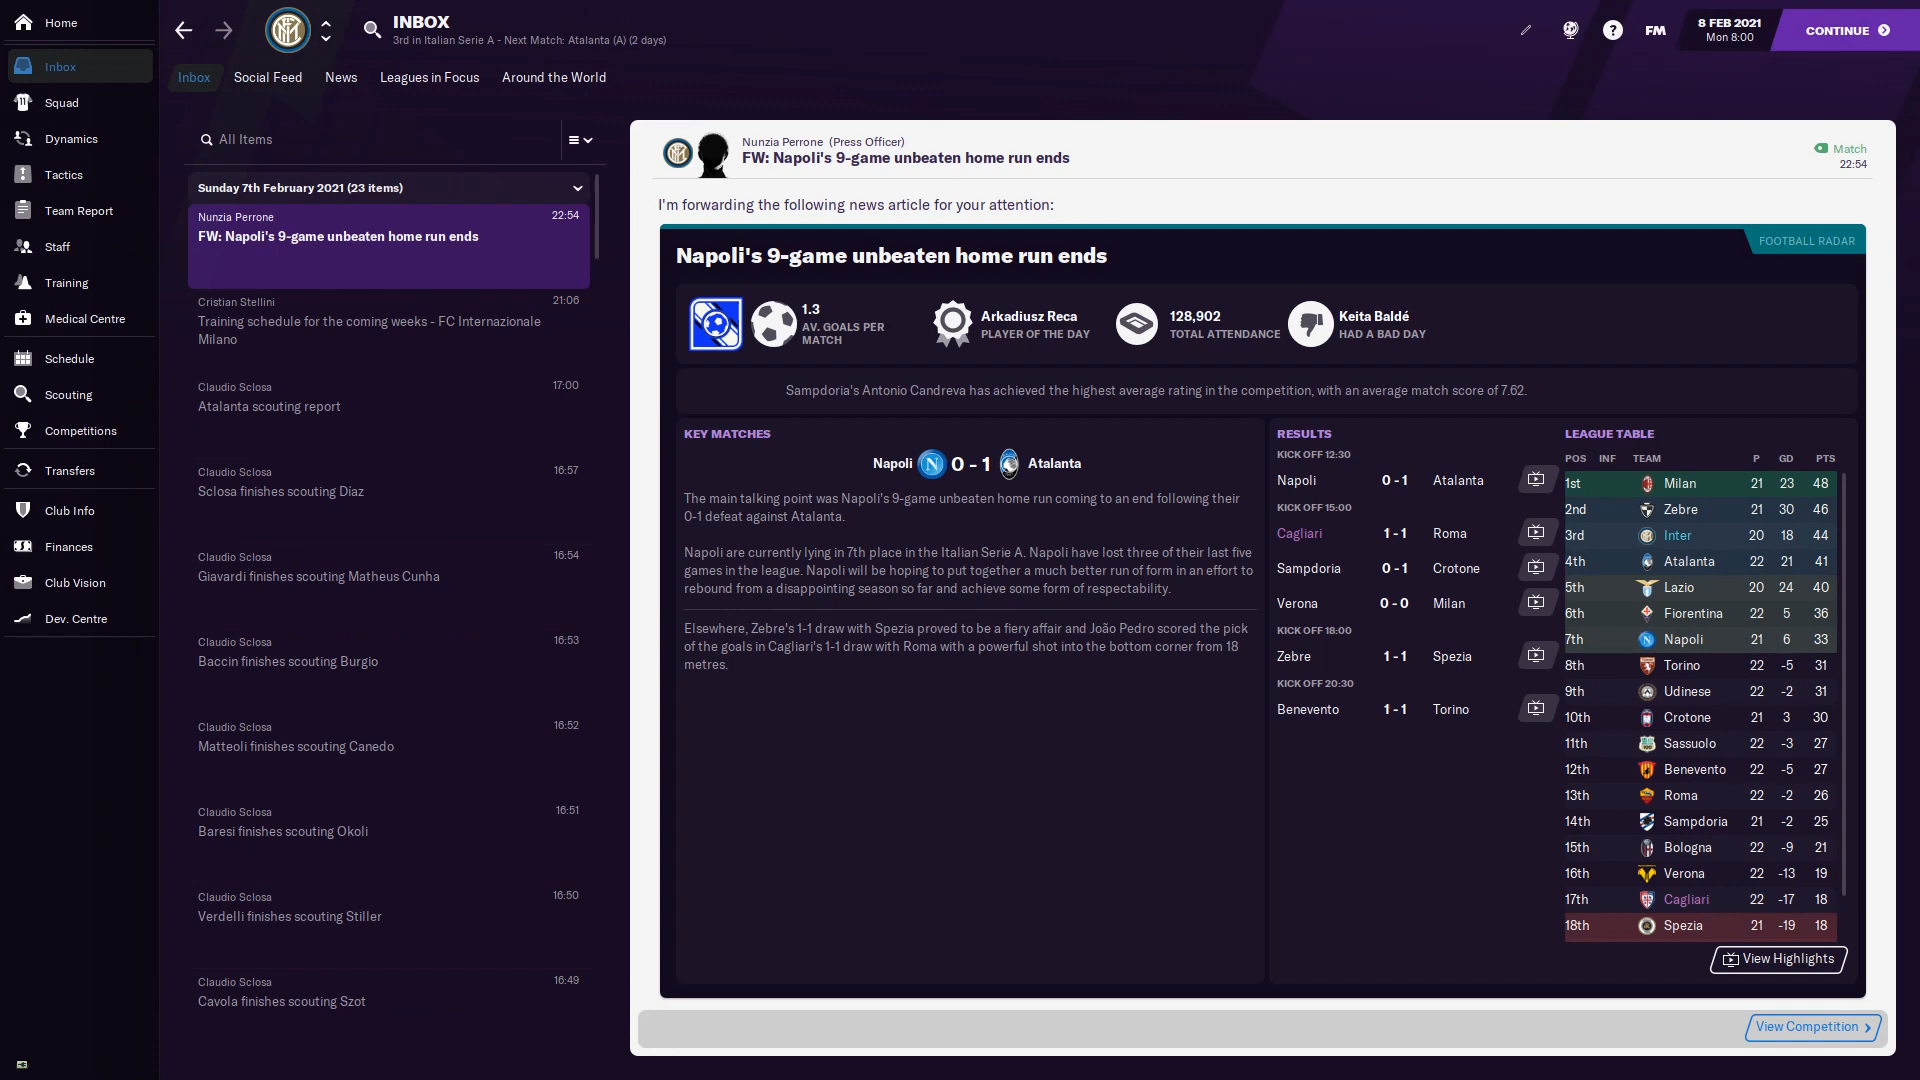 Home
Inbox
Squad
Dynamics
Tactics
Team Report
Staff
Training
Medical Centre
Schedule
Scouting
Competitions
Transfers
Club Info
Finances
Club Vision
Dev. Centre
INBOX
3rd in Italian Serie A - Next Match: Atalanta (A) (2 days)
FM
8 FEB 2021
Mon 8:00
CONTINUE
Inbox Social Feed News Leagues in Focus Around the World
All Items
Sunday 7th February 2021 (23 items)
Nunzia Perrone 22:54
FW: Napoli's 9-game unbeaten home run ends
Cristian Stellini 21:06
Training schedule for the coming weeks - FC Internazionale
Milano
Claudio Sclosa 17:00
Atalanta scouting report
Claudio Sclosa 16:57
Sclosa finishes scouting Díaz
Claudio Sclosa 16:54
Giavardi finishes scouting Matheus Cunha
Claudio Sclosa 16:53
Baccin finishes scouting Burgio
Claudio Sclosa 16:52
Matteoli finishes scouting Canedo
Claudio Sclosa 16:51
Baresi finishes scouting Okoli
Claudio Sclosa 16:50
Verdelli finishes scouting Stiller
Claudio Sclosa 16:49
Cavola finishes scouting Szot
Nunzia Perrone (Press Officer)
FW: Napoli's 9-game unbeaten home run ends
Match
22:54
I'm forwarding the following news article for your attention:
FOOTBALL RADAR
Napoli's 9-game unbeaten home run ends
1.3
AV. GOALS PER
MATCH
Arkadiusz Reca
PLAYER OF THE DAY
128,902
TOTAL ATTENDANCE
Keita Baldé
HAD A BAD DAY
Sampdoria's Antonio Candreva has achieved the highest average rating in the competition, with an average match score of 7.62.
KEY MATCHES
Napoli 0 - 1 Atalanta
The main talking point was Napoli's 9-game unbeaten home run coming to an end following their
0-1 defeat against Atalanta.
Napoli are currently lying in 7th place in the Italian Serie A. Napoli have lost three of their last five
games in the league. Napoli will be hoping to put together a much better run of form in an effort to
rebound from a disappointing season so far and achieve some form of respectability.
Elsewhere, Zebre's 1-1 draw with Spezia proved to be a fiery affair and João Pedro scored the pick
of the goals in Cagliari's 1-1 draw with Roma with a powerful shot into the bottom corner from 18
metres.
RESULTS
KICK OFF 12:30
Napoli 0 - 1 Atalanta
KICK OFF 15:00
Cagliari 1 - 1 Roma
Sampdoria 0 - 1 Crotone
Verona 0 - 0 Milan
KICK OFF 18:00
Zebre 1 - 1 Spezia
KICK OFF 20:30
Benevento 1 - 1 Torino
LEAGUE TABLE
POS INF TEAM P GD PTS
1st Milan 21 23 48
2nd Zebre 21 30 46
3rd Inter 20 18 44
4th Atalanta 22 21 41
5th Lazio 20 24 40
6th Fiorentina 22 5 36
7th Napoli 21 6 33
8th Torino 22 -5 31
9th Udinese 22 -2 31
10th Crotone 21 3 30
11th Sassuolo 22 -3 27
12th Benevento 22 -5 27
13th Roma 22 -2 26
14th Sampdoria 21 -2 25
15th Bologna 22 -9 21
16th Verona 22 -13 19
17th Cagliari 22 -17 18
18th Spezia 21 -19 18
View Highlights
View Competition